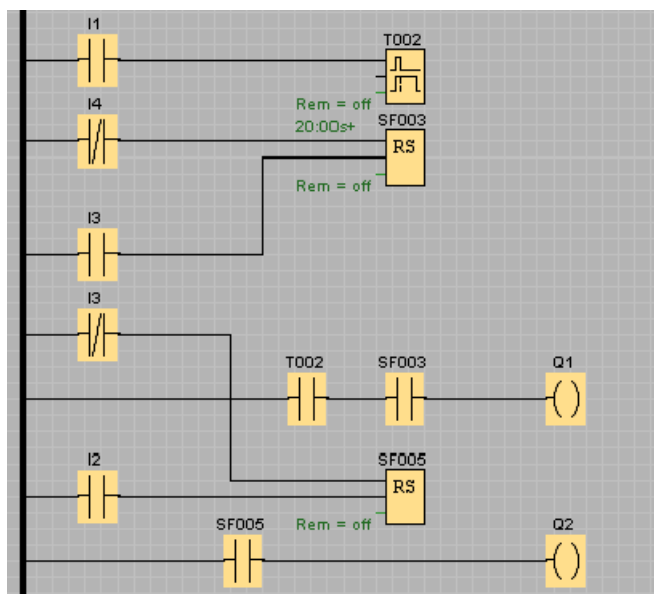 I1
T002
Rem = off
I4
20:00s+
SF003
RS
Rem = off
I3
I3
T002
SF003
Q1
I2
SF005
RS
SF005
Rem = off
Q2